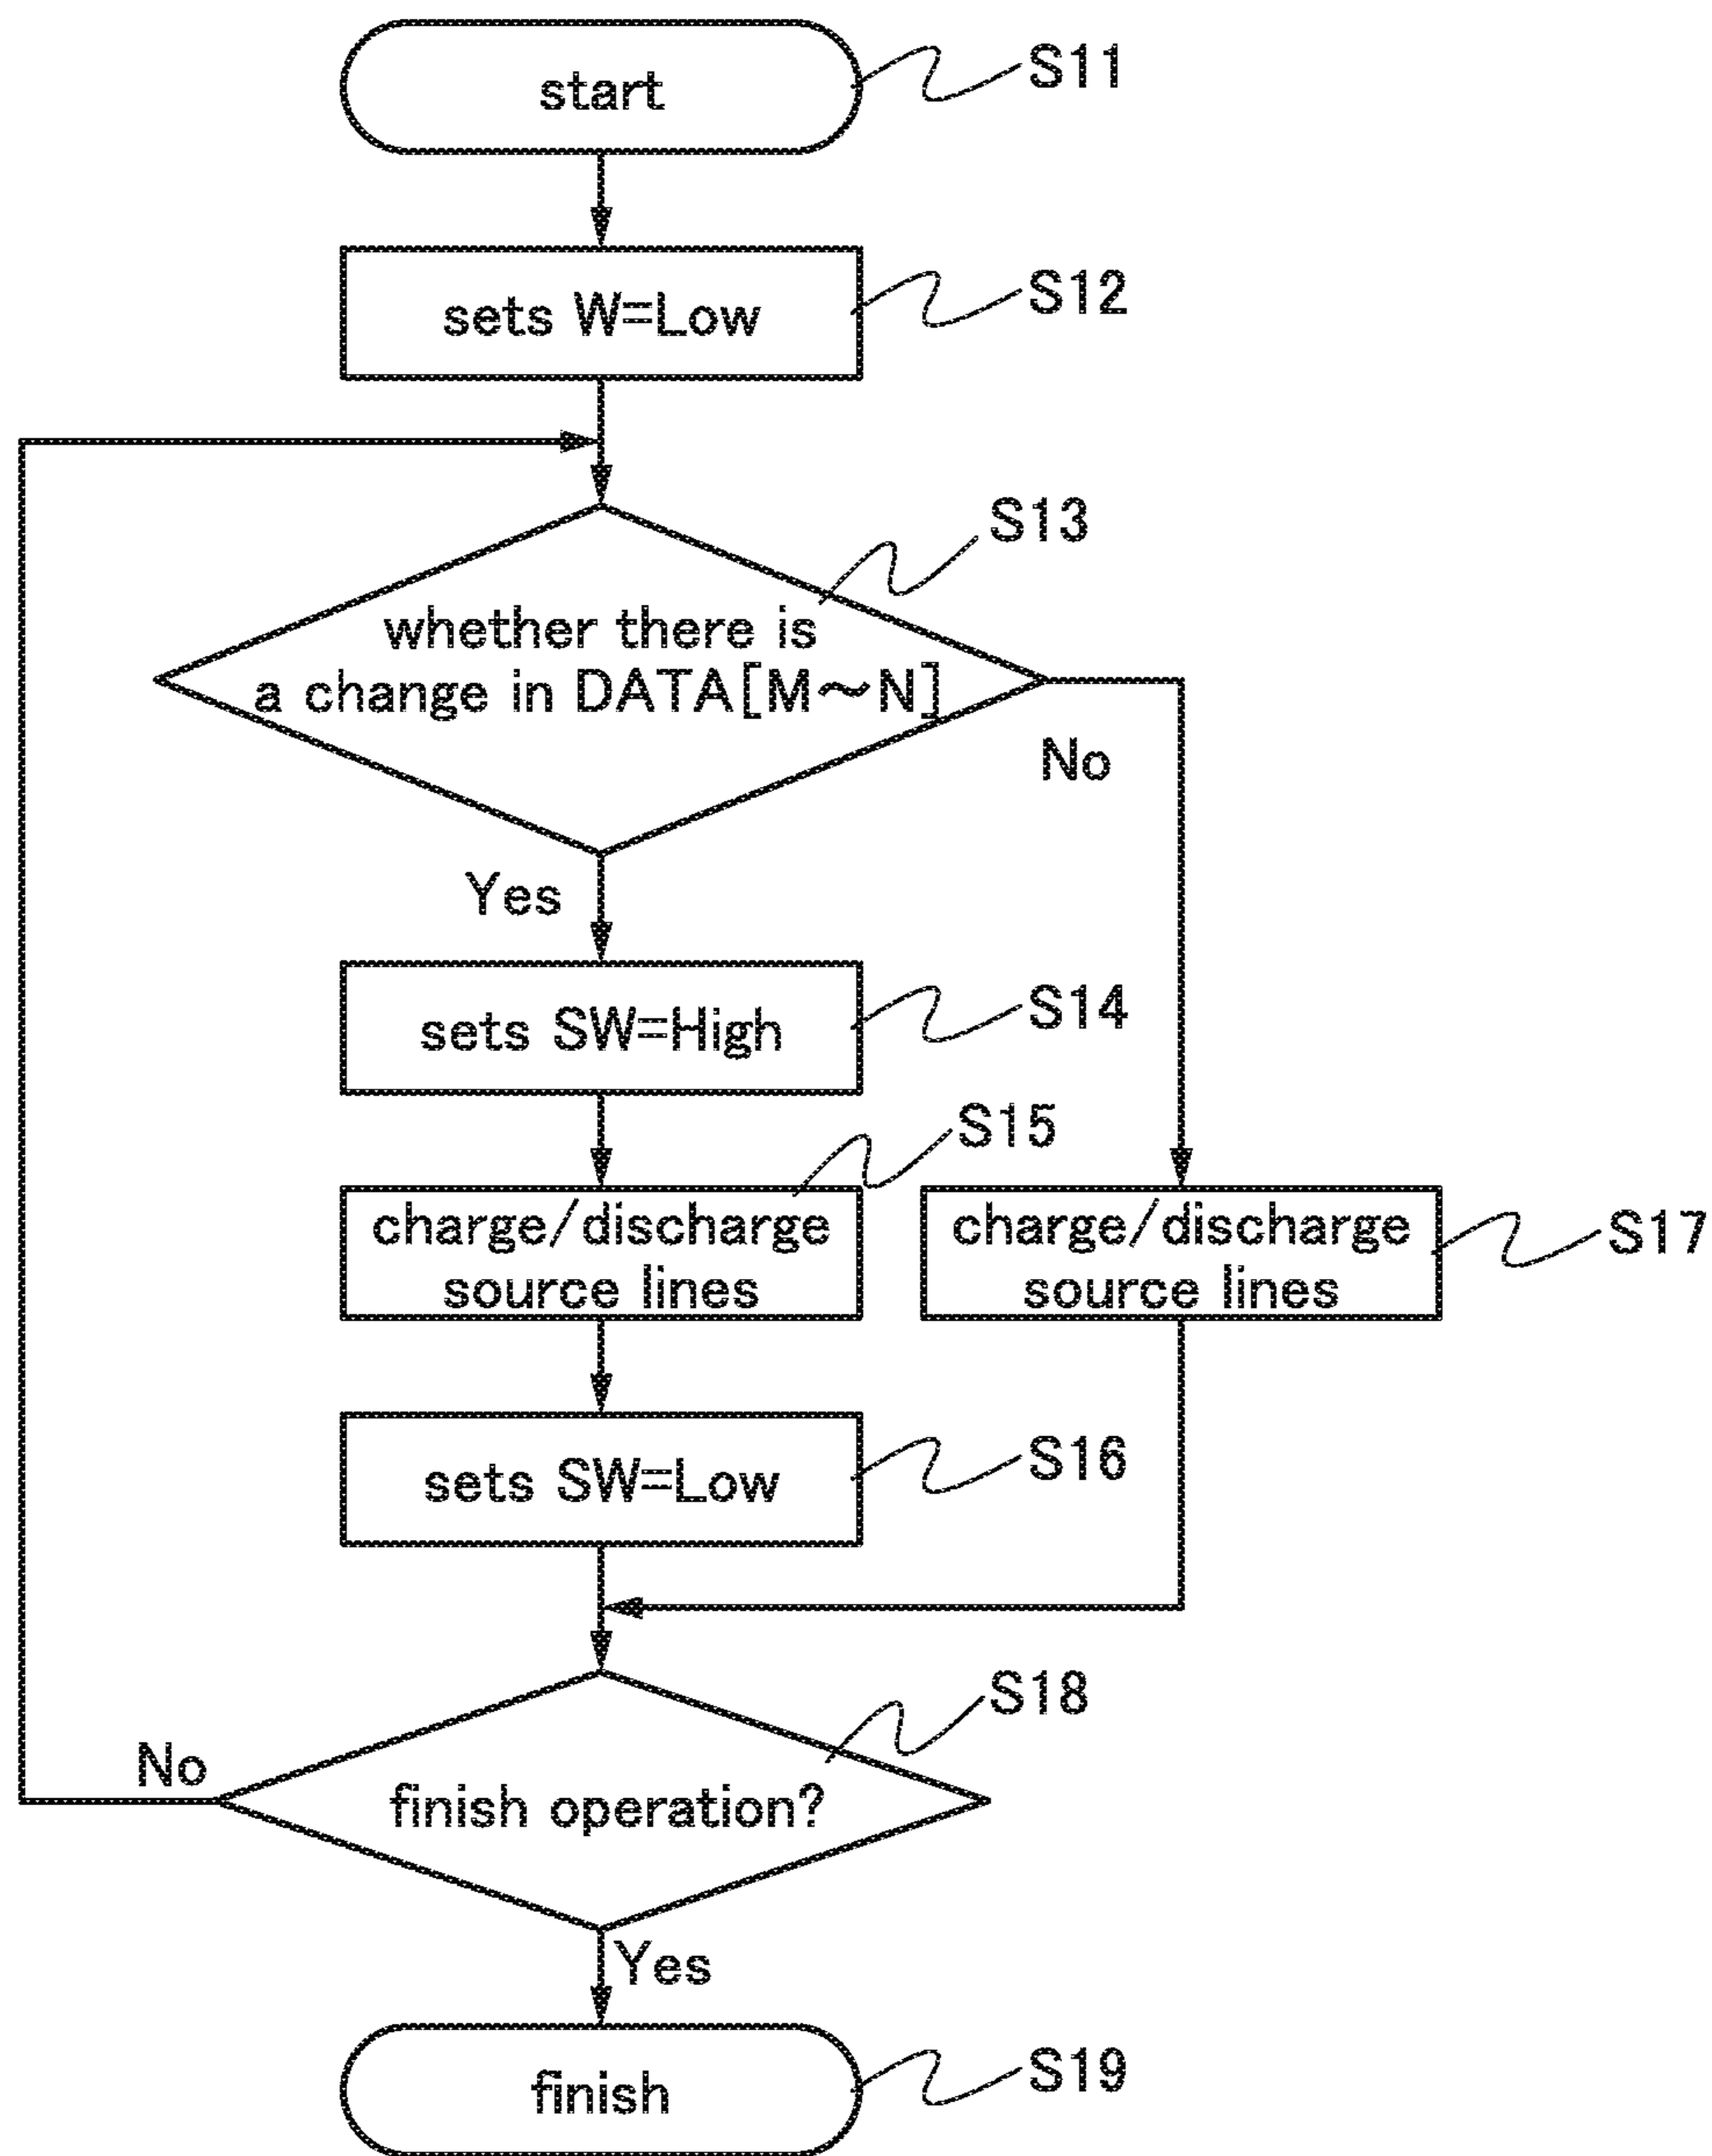 start
S11
sets W=Low
S12
S13
whether there is
a change in DATA[M～N]
No
Yes
sets SW=High
S14
S15
charge/discharge
source lines
charge/discharge
source lines
S17
sets SW=Low
S16
S18
No
finish operation?
Yes
finish
S19